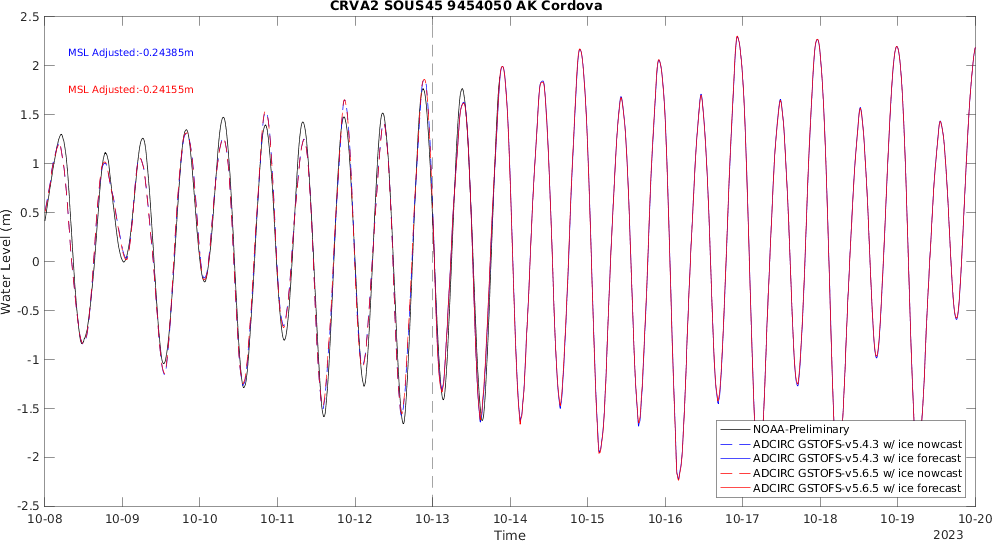 CRVA2 SOUS45 9454050 AK Cordova
2.5
2
1.5
1
0.5
0
-0.5
-1
-1.5
-2
-2.5
Water Level (m)
MSL Adjusted:-0.24385m
MSL Adjusted:-0.24155m
NOAA-Preliminary
ADCIRC GSTOFS-v5.4.3 w/ ice nowcast
ADCIRC GSTOFS-v5.4.3 w/ ice forecast
ADCIRC GSTOFS-v5.6.5 w/ ice nowcast
ADCIRC GSTOFS-v5.6.5 w/ ice forecast
10-08 10-09 10-10 10-11 10-12 10-13 10-14 10-15 10-16 10-17 10-18 10-19 10-20
Time
2023